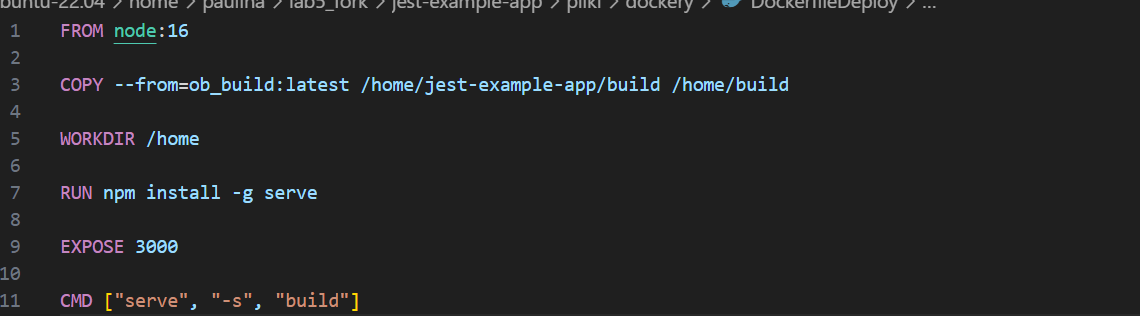 buntu-22.04 > home > paulina > lab5_fork > jest-example-app > pliki > dockery > DockerfileDeploy > ...
1 FROM node:16
2
3 COPY --from=ob_build:latest /home/jest-example-app/build /home/build
4
5 WORKDIR /home
6
7 RUN npm install -g serve
8
9 EXPOSE 3000
10
11 CMD ["serve", "-s", "build"]